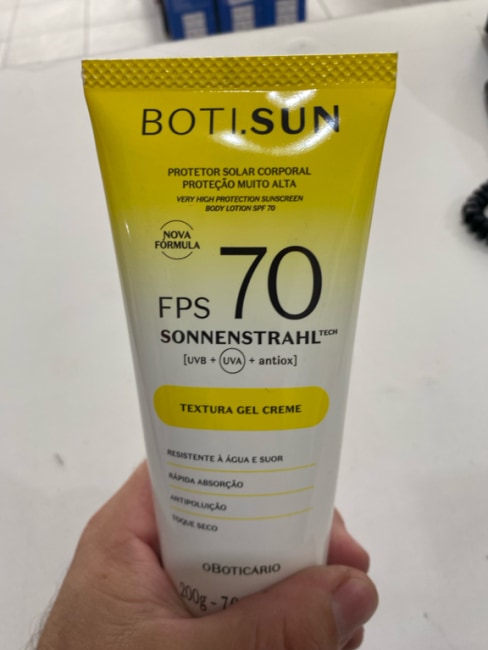 BOTI.SUN
PROTETOR SOLAR CORPORAL
PROTEÇÃO MUITO ALTA
VERY HIGH PROTECTION SUNSCREEN
BODY LOTION SPF 70
NOVA
FÓRMULA
FPS 70
SONNENSTRAHL TECH
[UVB + UVA + antiox]
TEXTURA GEL CREME
RESISTENTE À ÁGUA E SUOR
RÁPIDA ABSORÇÃO
ANTIPOLUIÇÃO
TOQUE SECO
oBOTICÁRIO
200g - 7.0